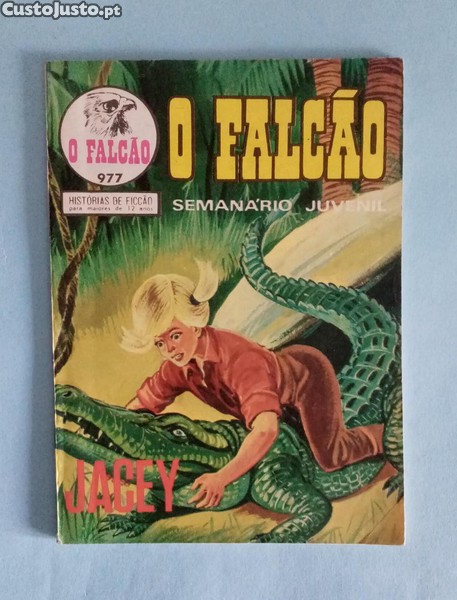 CustoJusto.pt
O FALCÃO
977
HISTÓRIAS DE FICÇÃO
para maiores de 12 anos
O FALCÃO
SEMANÁRIO JUVENIL
JACEY